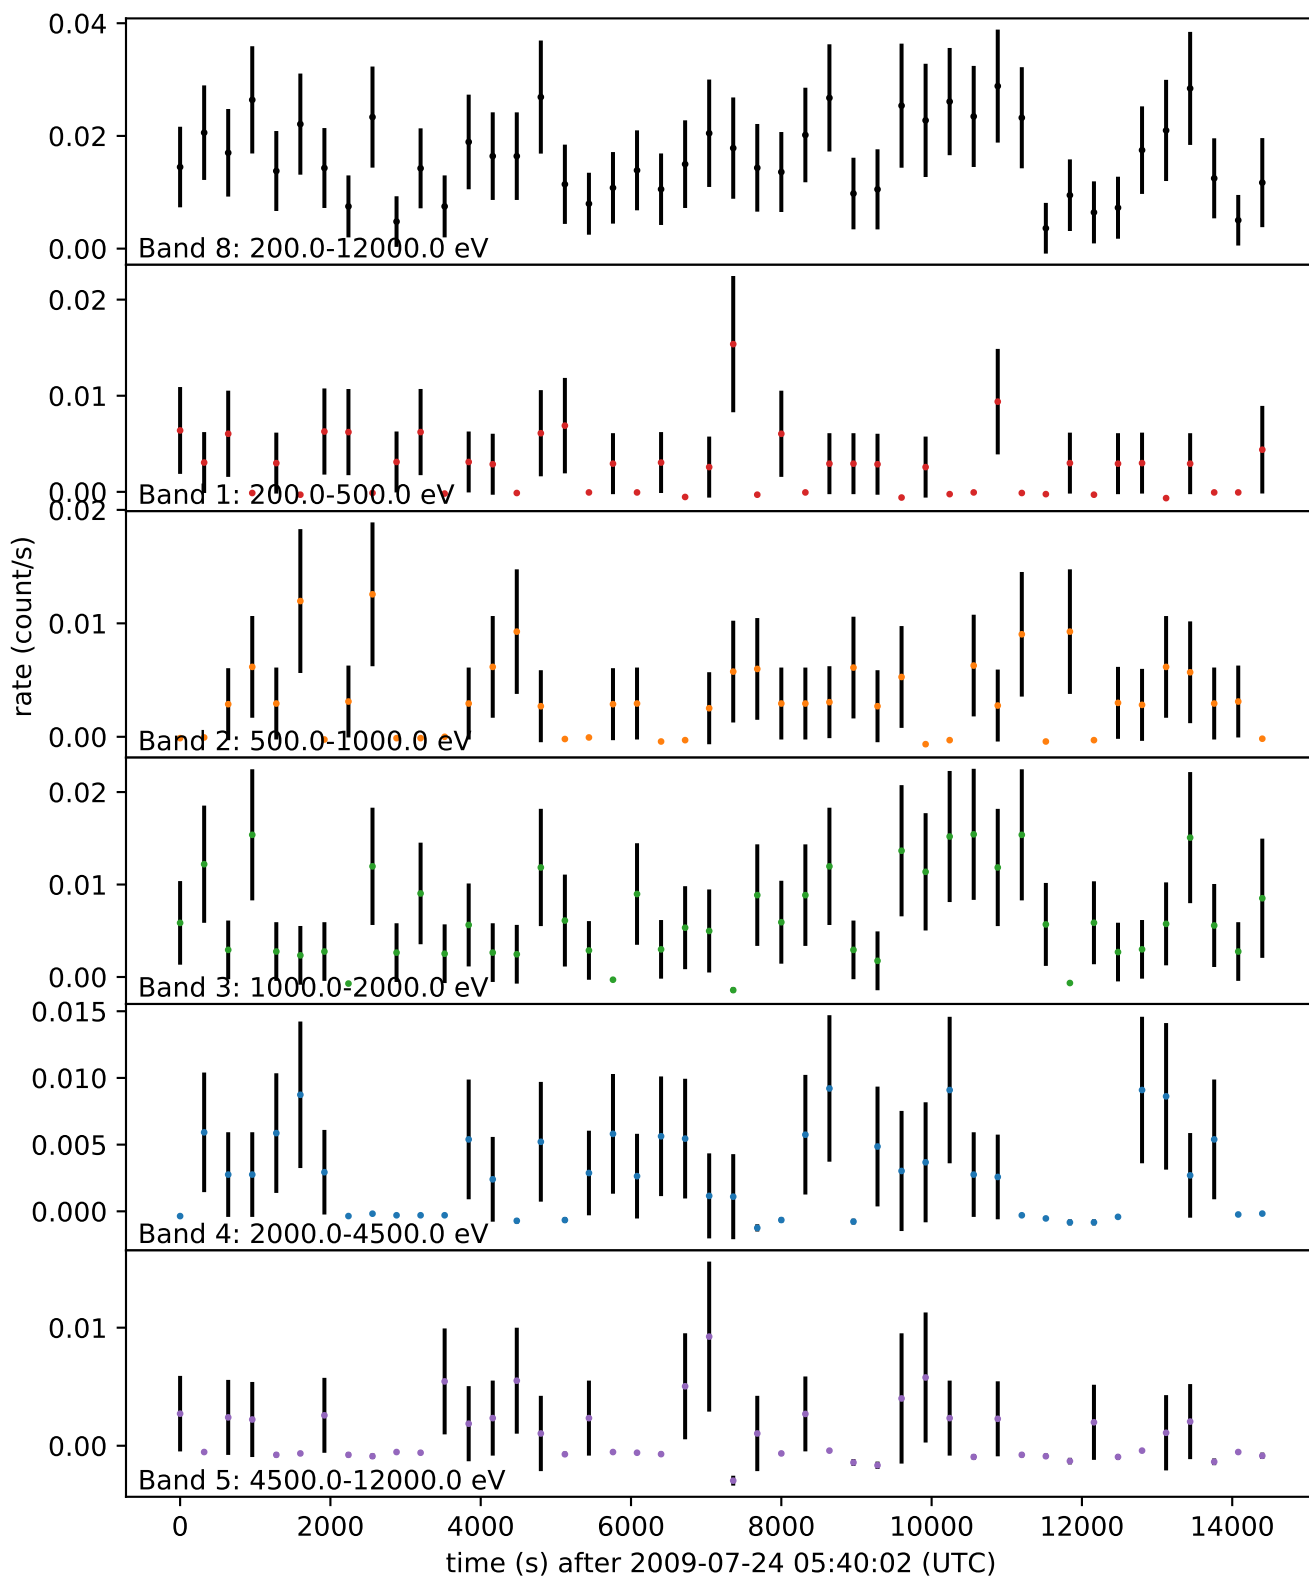 0.04
0.02
0.00
Band 8: 200.0-12000.0 eV
0.02
0.01
0.00
Band 1: 200.0-500.0 eV
0.02
0.01
0.00
Band 2: 500.0-1000.0 eV
rate (count/s)
0.02
0.01
0.00
Band 3: 1000.0-2000.0 eV
0.015
0.010
0.005
0.000
Band 4: 2000.0-4500.0 eV
0.01
0.00
Band 5: 4500.0-12000.0 eV
0 2000 4000 6000 8000 10000 12000 14000
time (s) after 2009-07-24 05:40:02 (UTC)